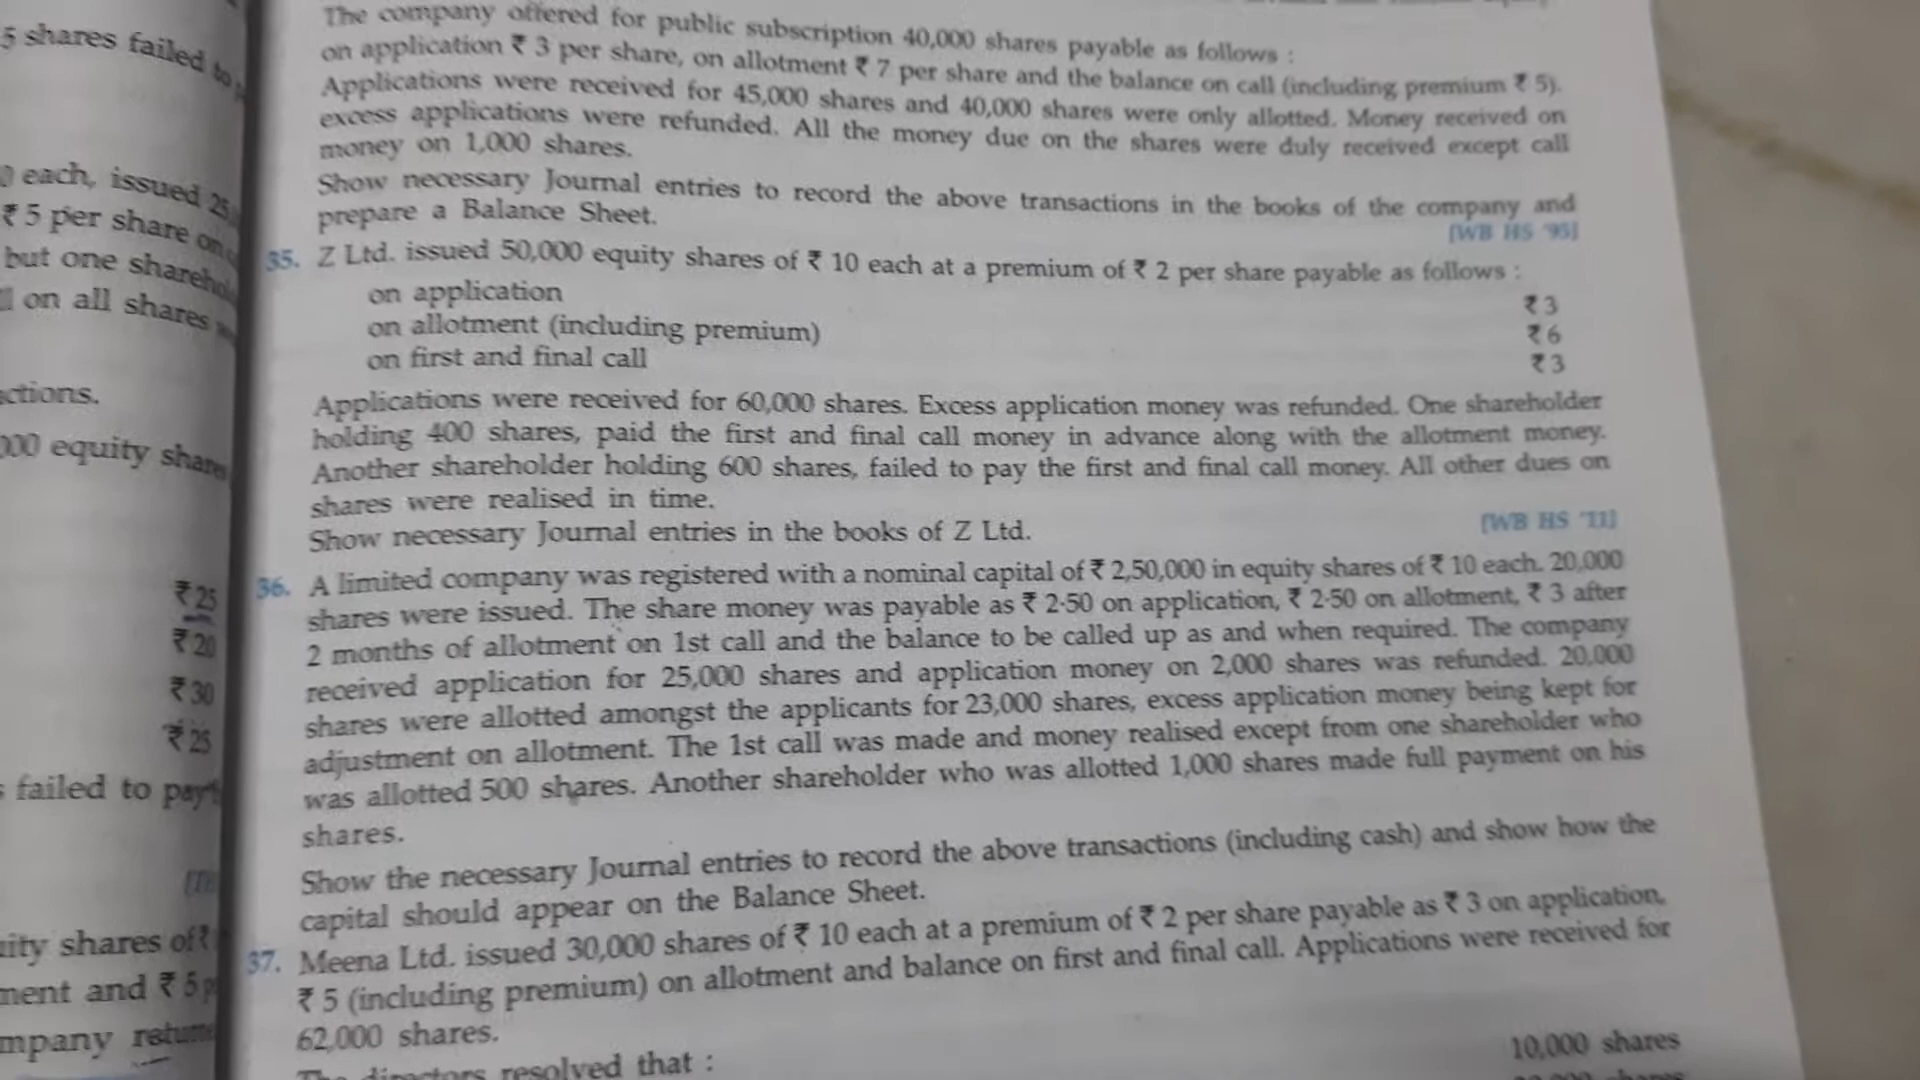 5 shares failed to
each, issued 25
₹ 5 per share on
but one shareho
on all shares
ctions.
000 equity shares
₹ 25
₹ 20
₹ 30
₹ 25
failed to pay
uity shares of ₹
ment and ₹ 5 p
mpany return
The company offered for public subscription 40,000 shares payable as follows :
on application ₹ 3 per share, on allotment ₹ 7 per share and the balance on call (including premium ₹ 5).
Applications were received for 45,000 shares and 40,000 shares were only allotted. Money received on
excess applications were refunded. All the money due on the shares were duly received except call
money on 1,000 shares.
Show necessary Journal entries to record the above transactions in the books of the company and
prepare a Balance Sheet.
[WB HS '95]
35. Z Ltd. issued 50,000 equity shares of ₹ 10 each at a premium of ₹ 2 per share payable as follows :
on application ₹ 3
on allotment (including premium) ₹ 6
on first and final call ₹ 3
Applications were received for 60,000 shares. Excess application money was refunded. One shareholder
holding 400 shares, paid the first and final call money in advance along with the allotment money.
Another shareholder holding 600 shares, failed to pay the first and final call money. All other dues on
shares were realised in time.
Show necessary Journal entries in the books of Z Ltd. [WB HS '11]
36. A limited company was registered with a nominal capital of ₹ 2,50,000 in equity shares of ₹ 10 each. 20,000
shares were issued. The share money was payable as ₹ 2·50 on application, ₹ 2·50 on allotment, ₹ 3 after
2 months of allotment on 1st call and the balance to be called up as and when required. The company
received application for 25,000 shares and application money on 2,000 shares was refunded. 20,000
shares were allotted amongst the applicants for 23,000 shares, excess application money being kept for
adjustment on allotment. The 1st call was made and money realised except from one shareholder who
was allotted 500 shares. Another shareholder who was allotted 1,000 shares made full payment on his
shares.
Show the necessary Journal entries to record the above transactions (including cash) and show how the
capital should appear on the Balance Sheet.
37. Meena Ltd. issued 30,000 shares of ₹ 10 each at a premium of ₹ 2 per share payable as ₹ 3 on application,
₹ 5 (including premium) on allotment and balance on first and final call. Applications were received for
62,000 shares.
The directors resolved that :
10,000 shares